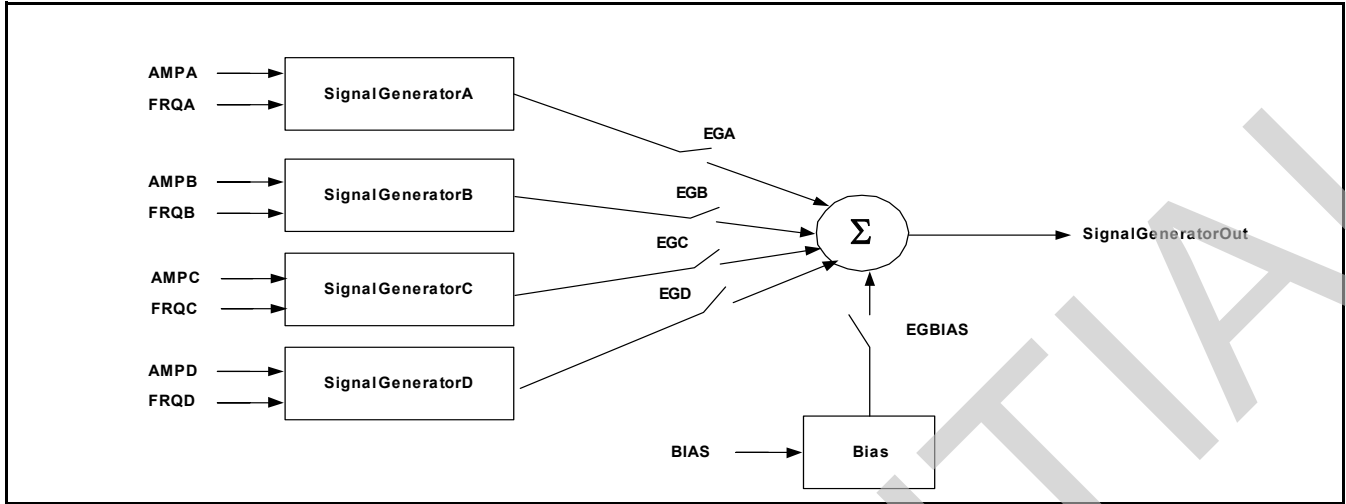 AMPA
FRQA
SignalGeneratorA
EGA
AMPB
FRQB
SignalGeneratorB
EGB
AMPC
FRQC
SignalGeneratorC
EGC
AMPD
FRQD
SignalGeneratorD
EGD
Σ
SignalGeneratorOut
EGBIAS
BIAS
Bias
TIAL